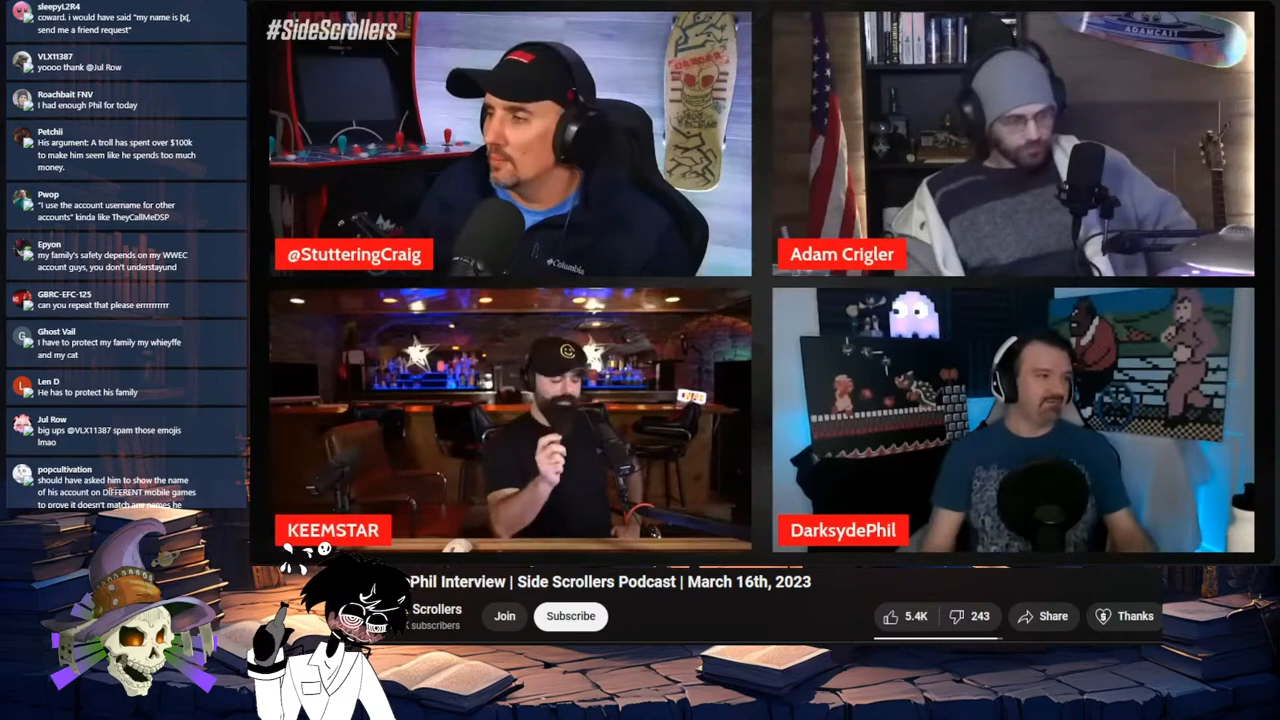 sleepyL2R4
coward. i would have said "my name is [x[,
send me a friend request"
VLX11387
yoooo thank @Jul Row
Roachbait FNV
I had enough Phil for today
Petchii
His argument: A troll has spent over $100k
to make him seem like he spends too much
money.
Pwop
"I use the account username for other
accounts" kinda like TheyCallMeDSP
Epyon
my family's safety depends on my WWEC
account guys, you don't understayund
GBRC-EFC-125
can you repeat that please errrrrrrrr
Ghost Vail
I have to protect my family my whieyffe
and my cat
Len D
He has to protect his family
Jul Row
big ups @VLX11387 spam those emojis
lmao
popcultivation
should have asked him to show the name
of his account on DIFFERENT mobile games
to prove it doesn't match any names he
#SideScrollers
Columbia
@StutteringCraig
ADAMCAIT
Adam Crigler
ON AIR
KEEMSTAR
DarksydePhil
Phil Interview | Side Scrollers Podcast | March 16th, 2023
Scrollers
subscribers
Join
Subscribe
5.4K
243
Share
Thanks